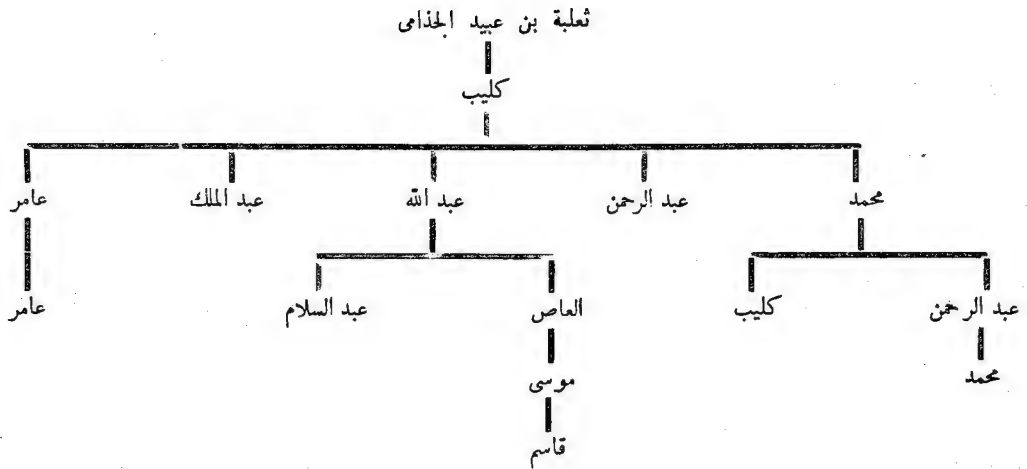 ثعلبة بن عبيد الجذامى
كليب
محمد عبد الرحمن عبد الله عبد الملك عامر
عبد الرحمن كليب العاص عبد السلام عامر
محمد
موسى
قاسم